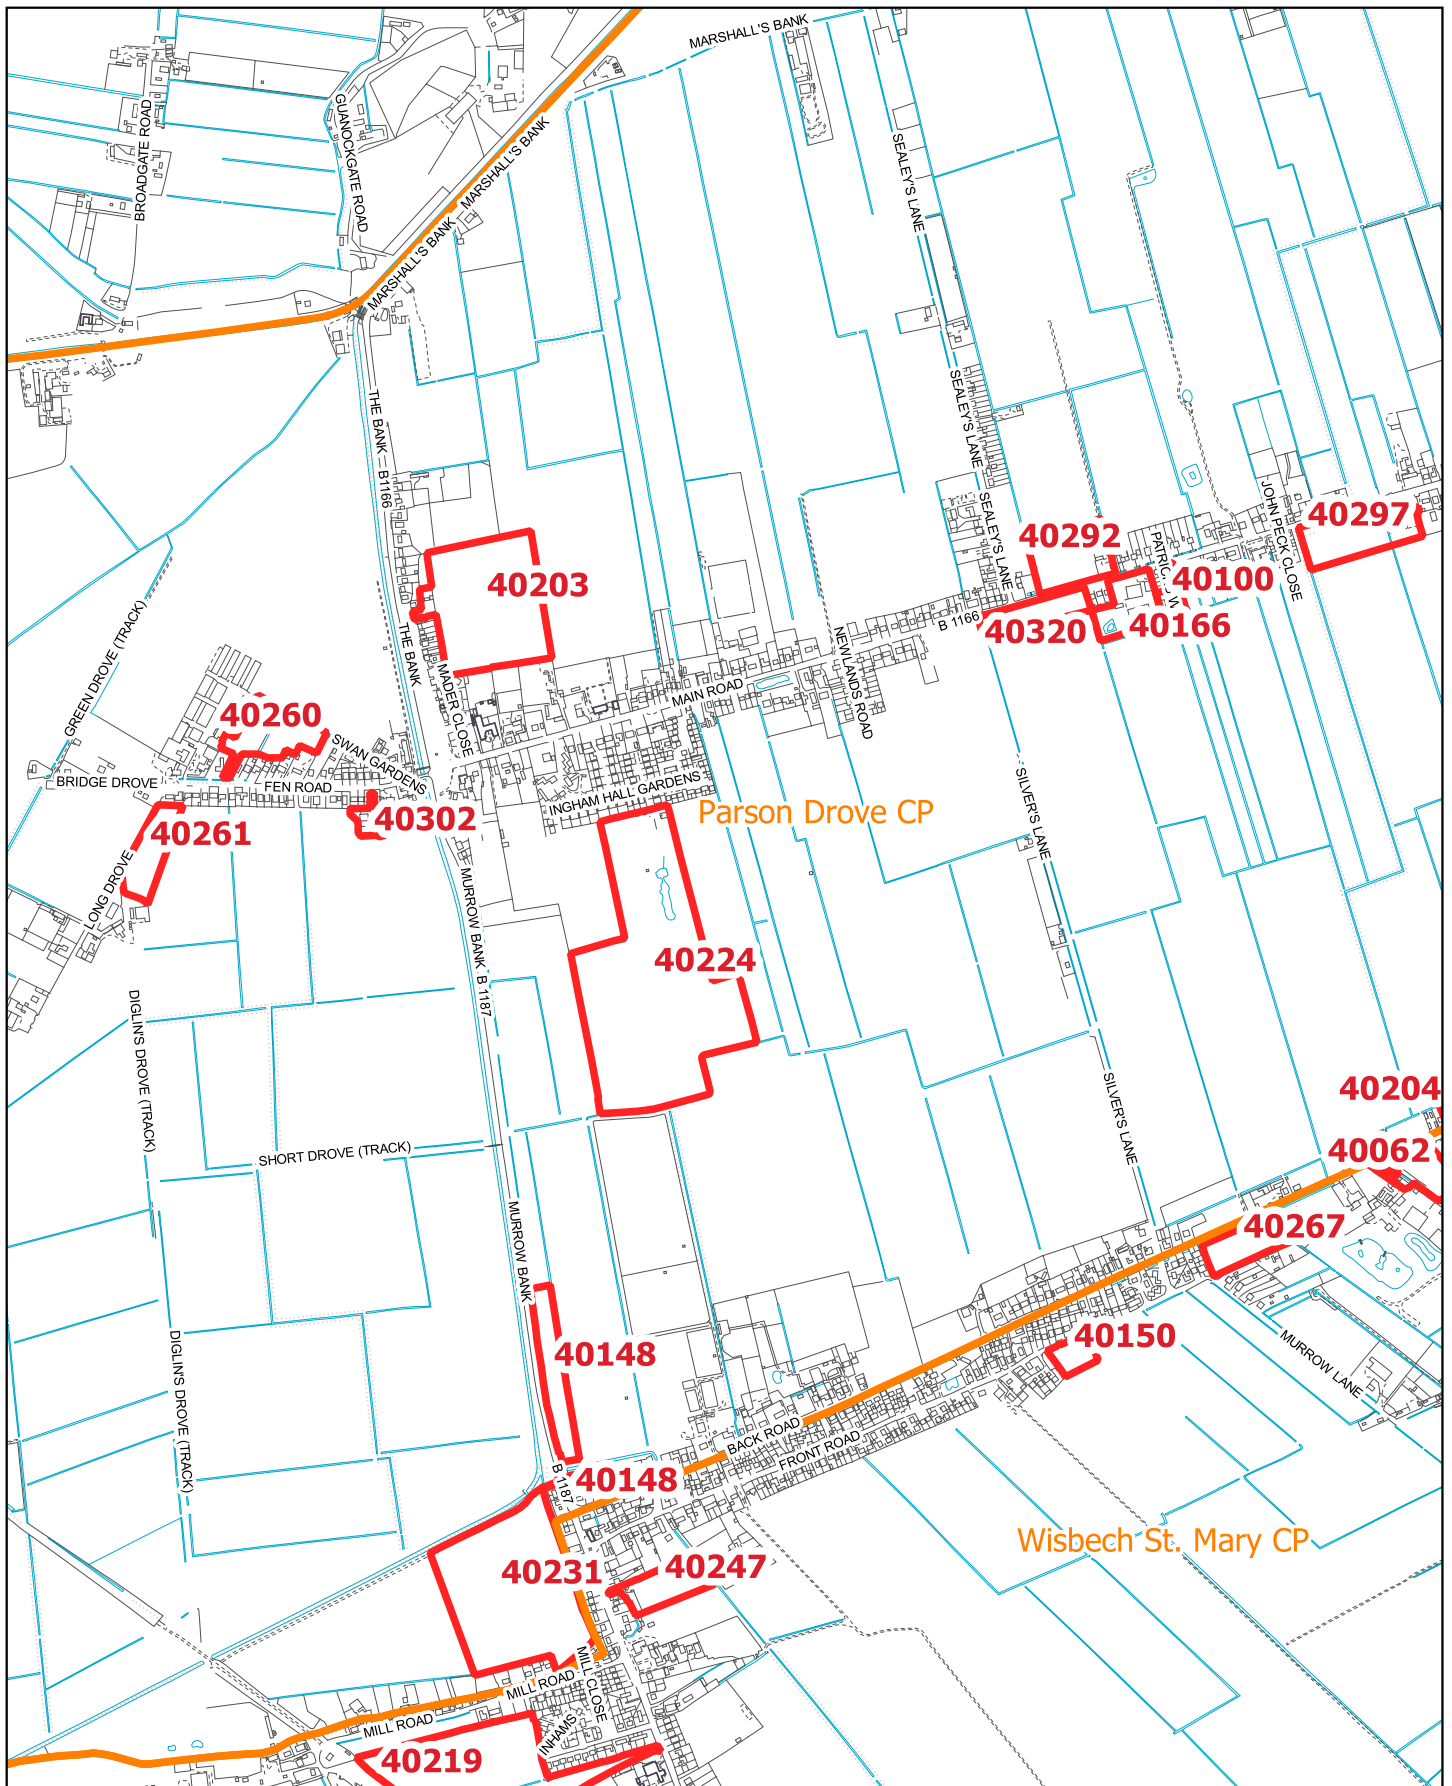 MARSHALL'S BANK
BROADGATE ROAD
GUANOCKGATE ROAD
MARSHALL'S BANK
MARSHALL'S BANK
SEALEY'S LANE
THE BANK - B1166
SEALEY'S LANE
SEALEY'S LANE
JOHN PECK CLOSE
40297
40292
PATRIC W
40203
40100
40320
40166
B 1166
GREEN DROVE (TRACK)
THE BANK
MADER CLOSE
MAIN ROAD
NEWLANDS ROAD
40260
SWAN GARDENS
BRIDGE DROVE
FEN ROAD
INGHAM HALL GARDENS
Parson Drove CP
SILVER'S LANE
40302
40261
LONG DROVE
MURROW BANK B 1187
40224
DIGLIN'S DROVE (TRACK)
SILVER'S LANE
40204
SHORT DROVE (TRACK)
40062
MURROW BANK
40267
40148
40150
MURROW LANE
DIGLIN'S DROVE (TRACK)
BACK ROAD
FRONT ROAD
B 1187
40148
Wisbech St. Mary CP
40231
40247
MILL CLOSE
MILL ROAD
MILL ROAD
INHAMS
40219